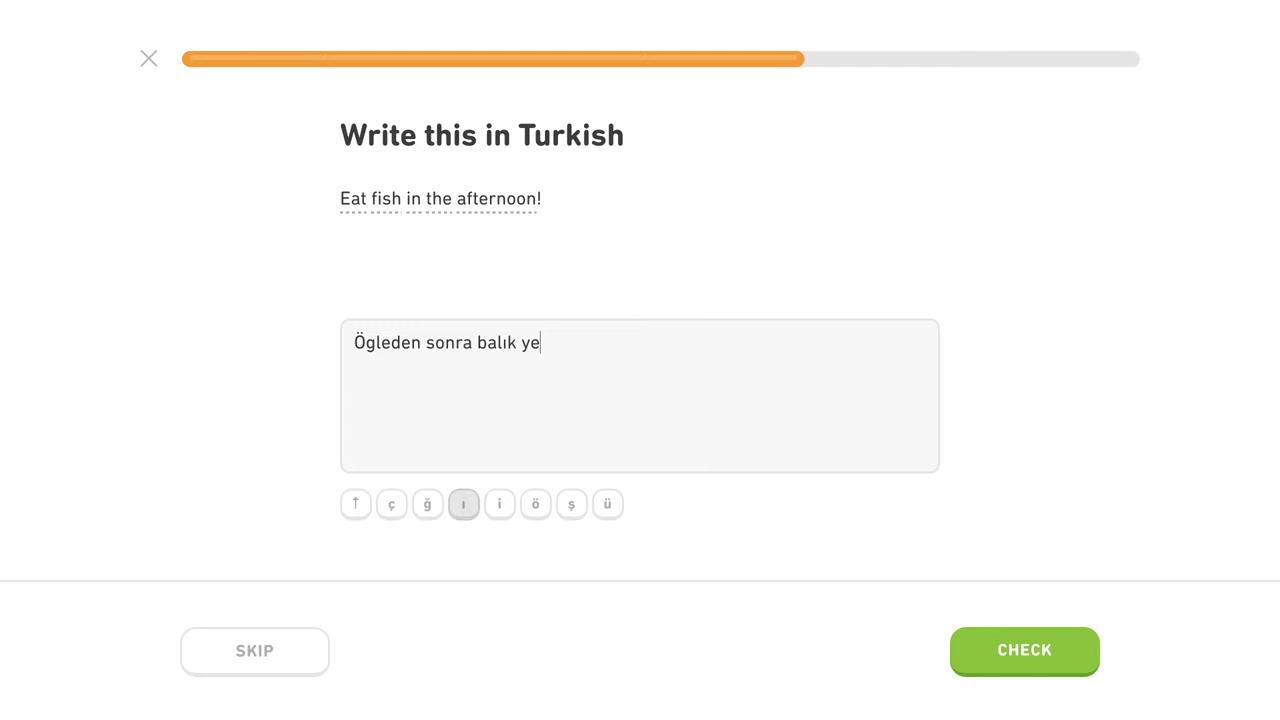 Write this in Turkish
Eat fish in the afternoon!
Ögleden sonra balık ye
↑ ç ğ ı i ö ş ü
SKIP
CHECK